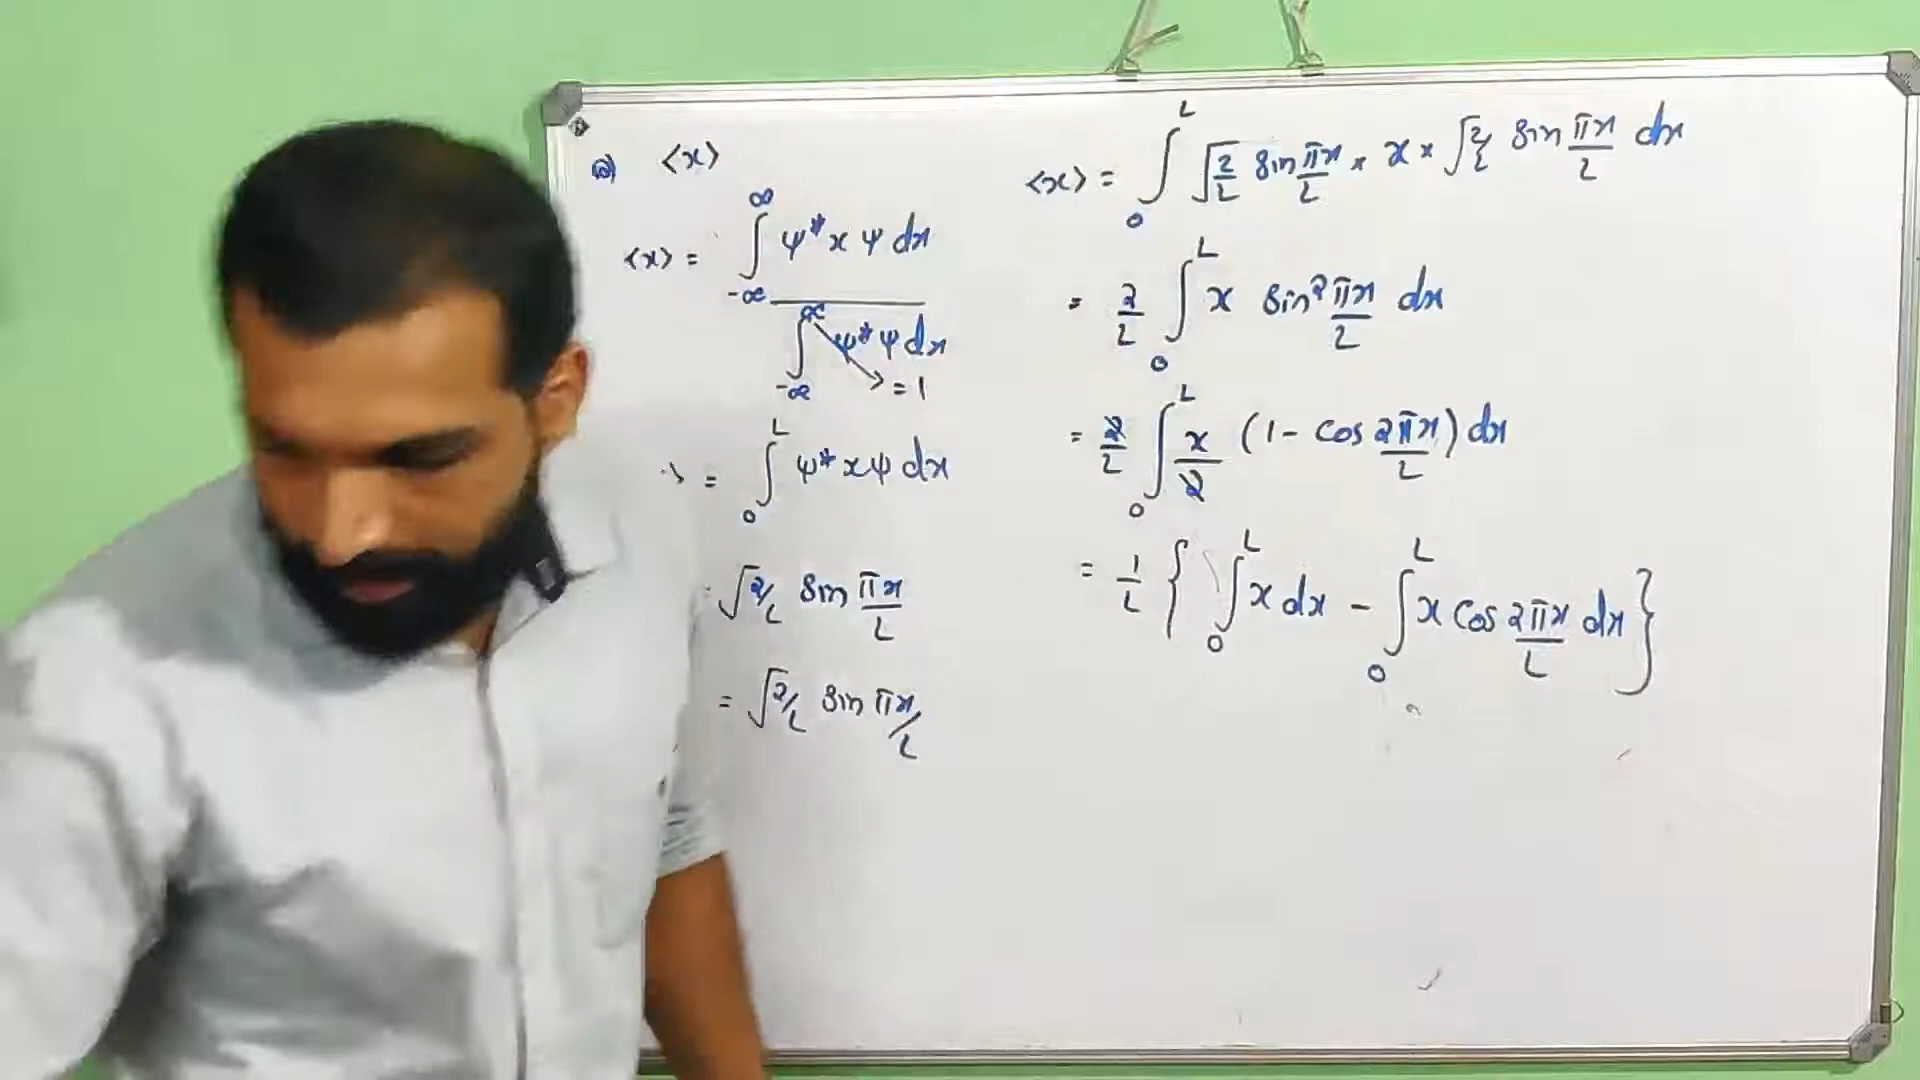 a) <x>
<x> = ∫_{-∞}^{∞} ψ* x ψ dx / ∫_{-∞}^{∞} ψ* ψ dx → = 1
= ∫_0^L ψ* x ψ dx
√2/L sin πx/L
= √2/L sin πx/L
<x> = ∫_0^L √2/L sin πx/L × x × √2/L sin πx/L dx
= 2/L ∫_0^L x sin² πx/L dx
= 2/L ∫_0^L x/2 (1 - cos 2πx/L) dx
= 1/L { ∫_0^L x dx - ∫_0^L x cos 2πx/L dx }